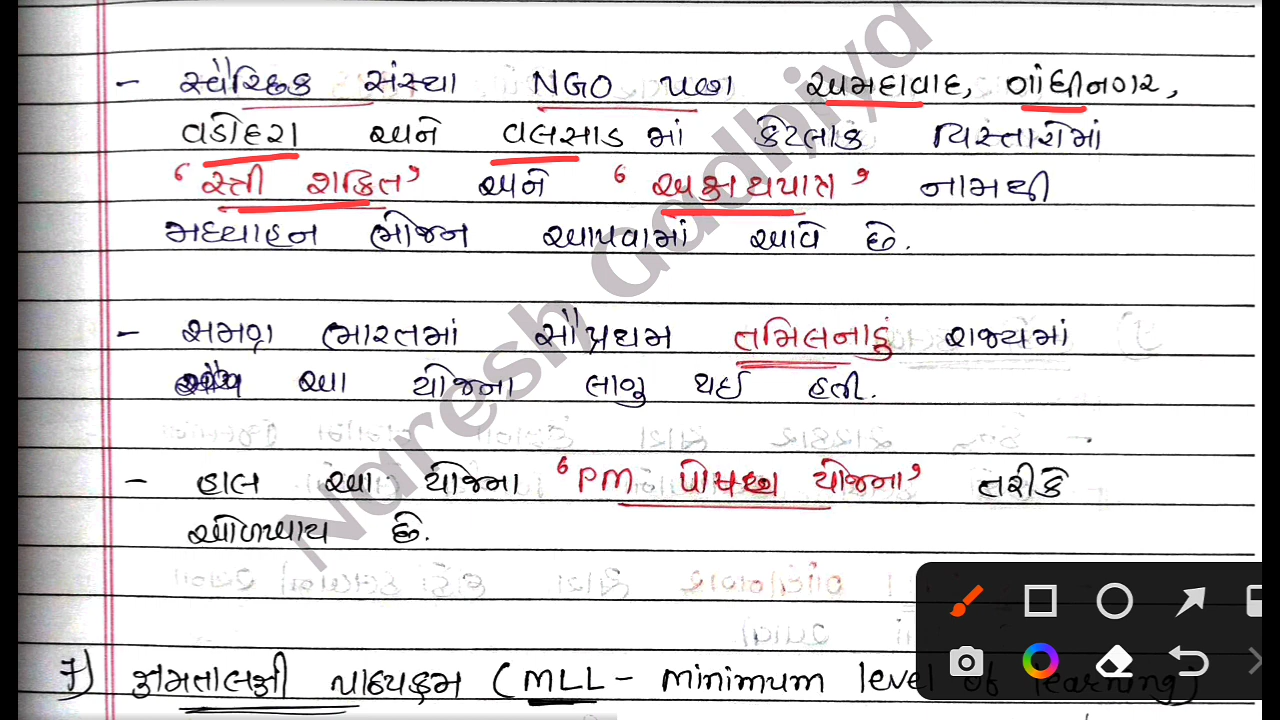 - સ્વૈચ્છિક સંસ્થા NGO પણ અમદાવાદ, ગાંધીનગર,
વડોદરા અને વલસાડ માં કેટલાક વિસ્તારોમાં
‘સ્ત્રી શક્તિ’ અને ‘અક્ષયપાત્ર’ નામથી
મધ્યાહન ભોજન આપવામાં આવે છે.
- સમગ્ર ભારતમાં સૌપ્રથમ તમિલનાડું રાજ્યમાં
આ યોજના લાગુ થઈ હતી.
- હાલ આ યોજના ‘PM પોષણ યોજના’ તરીકે
ઓળખાય છે.
7) ક્ષમતાલક્ષી પાઠ્યક્રમ (MLL - minimum level of learning)
Naresh Gadhiya